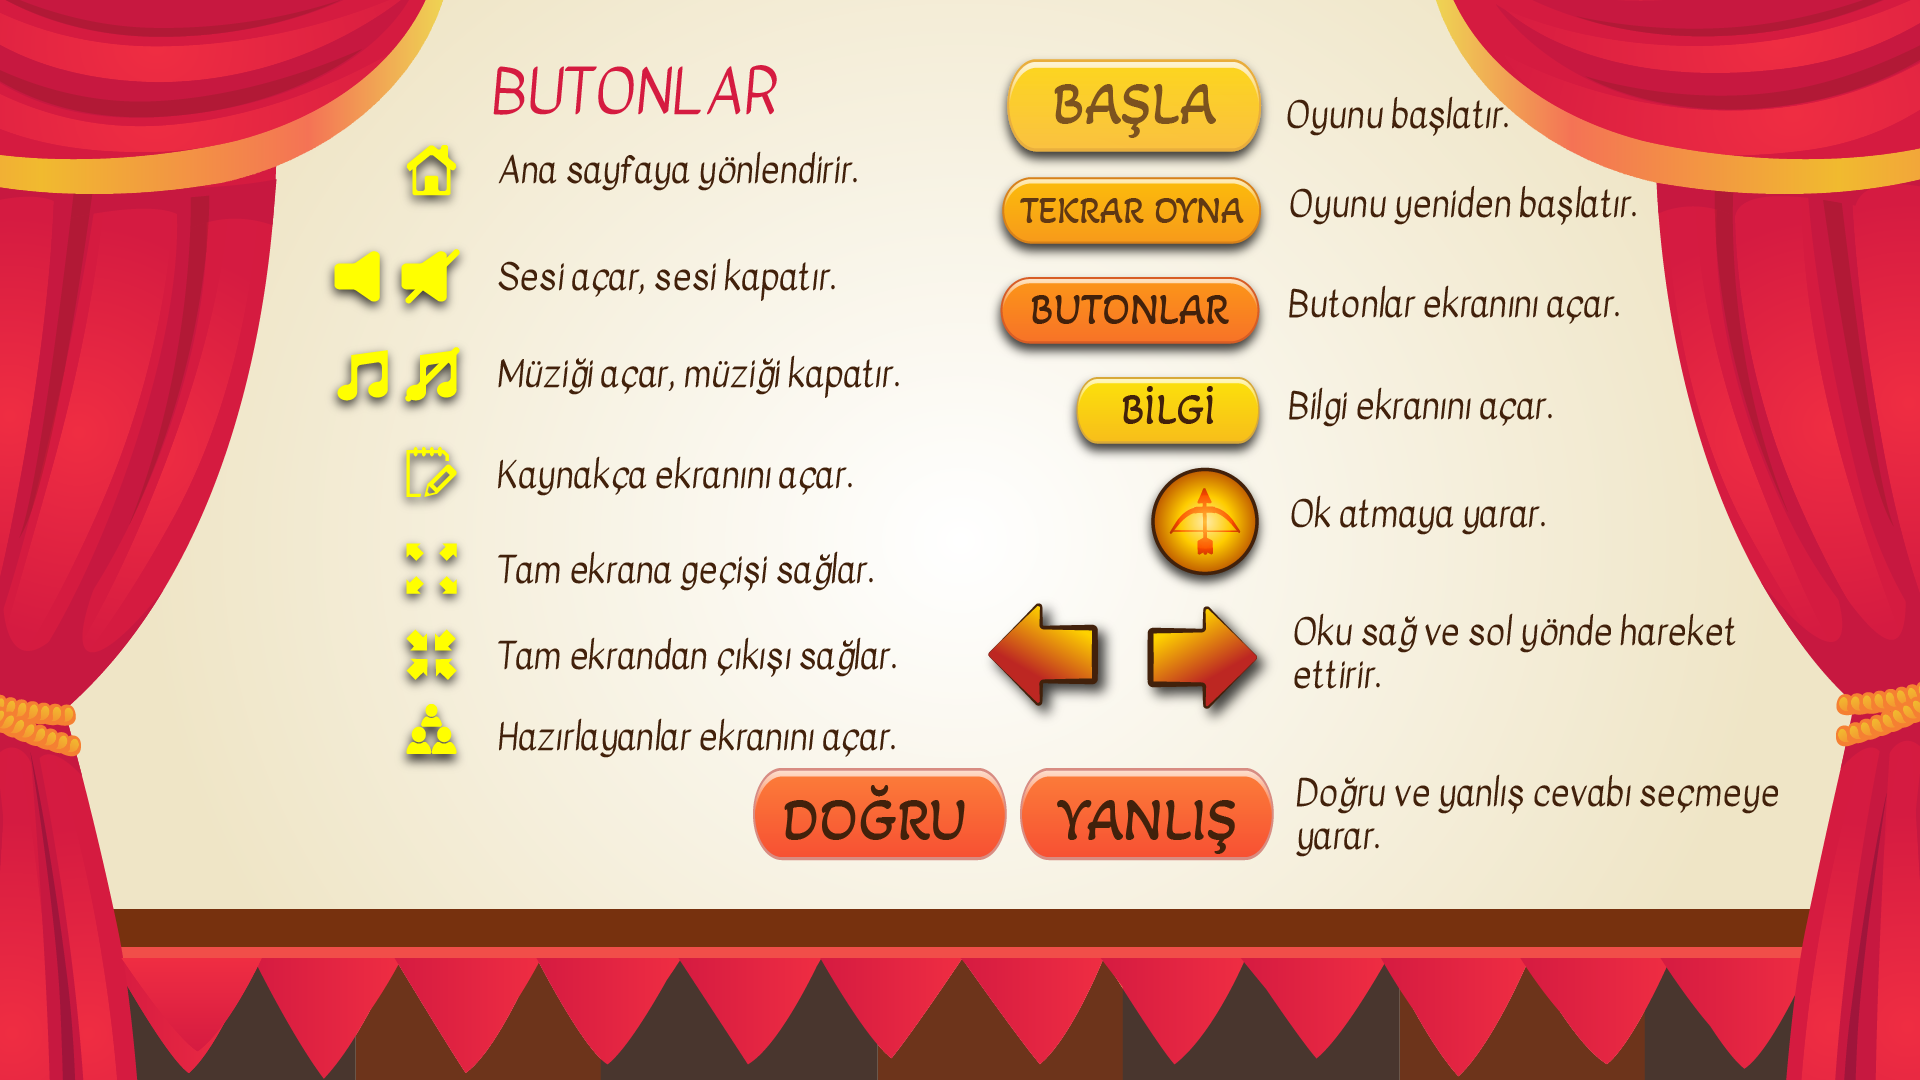 BUTONLAR
Ana sayfaya yönlendirir.
Sesi açar, sesi kapatır.
Müziği açar, müziği kapatır.
Kaynakça ekranını açar.
Tam ekrana geçişi sağlar.
Tam ekrandan çıkışı sağlar.
Hazırlayanlar ekranını açar.
BAŞLA
Oyunu başlatır.
TEKRAR OYNA
Oyunu yeniden başlatır.
BUTONLAR
Butonlar ekranını açar.
BİLGİ
Bilgi ekranını açar.
Ok atmaya yarar.
Oku sağ ve sol yönde hareket
ettirir.
DOĞRU
YANLIŞ
Doğru ve yanlış cevabı seçmeye
yarar.